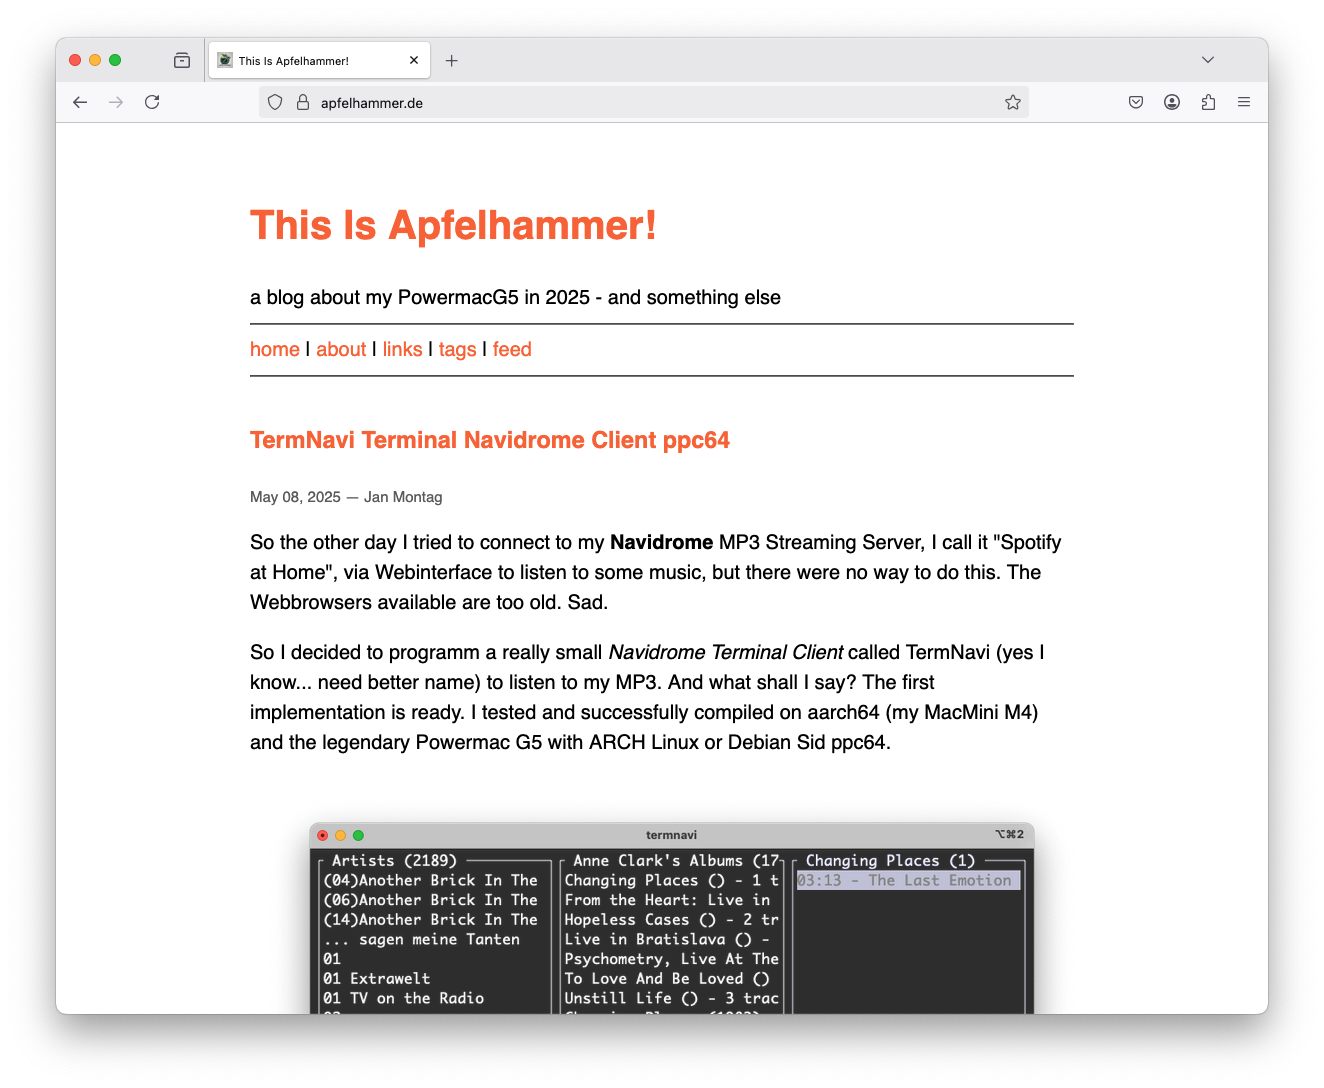 This Is Apfelhammer!
apfelhammer.de
This Is Apfelhammer!
a blog about my PowermacG5 in 2025 - and something else
home | about | links | tags | feed
TermNavi Terminal Navidrome Client ppc64
May 08, 2025 — Jan Montag
So the other day I tried to connect to my Navidrome MP3 Streaming Server, I call it "Spotify
at Home", via Webinterface to listen to some music, but there were no way to do this. The
Webbrowsers available are too old. Sad.
So I decided to programm a really small Navidrome Terminal Client called TermNavi (yes I
know... need better name) to listen to my MP3. And what shall I say? The first
implementation is ready. I tested and successfully compiled on aarch64 (my MacMini M4)
and the legendary Powermac G5 with ARCH Linux or Debian Sid ppc64.
termnavi ⌥⌘2
Artists (2189)
(04)Another Brick In The
(06)Another Brick In The
(14)Another Brick In The
... sagen meine Tanten
01
01 Extrawelt
01 TV on the Radio
Anne Clark's Albums (17
Changing Places () - 1 t
From the Heart: Live in
Hopeless Cases () - 2 tr
Live in Bratislava () -
Psychometry, Live At The
To Love And Be Loved ()
Unstill Life () - 3 trac
Changing Places (1)
03:13 - The Last Emotion